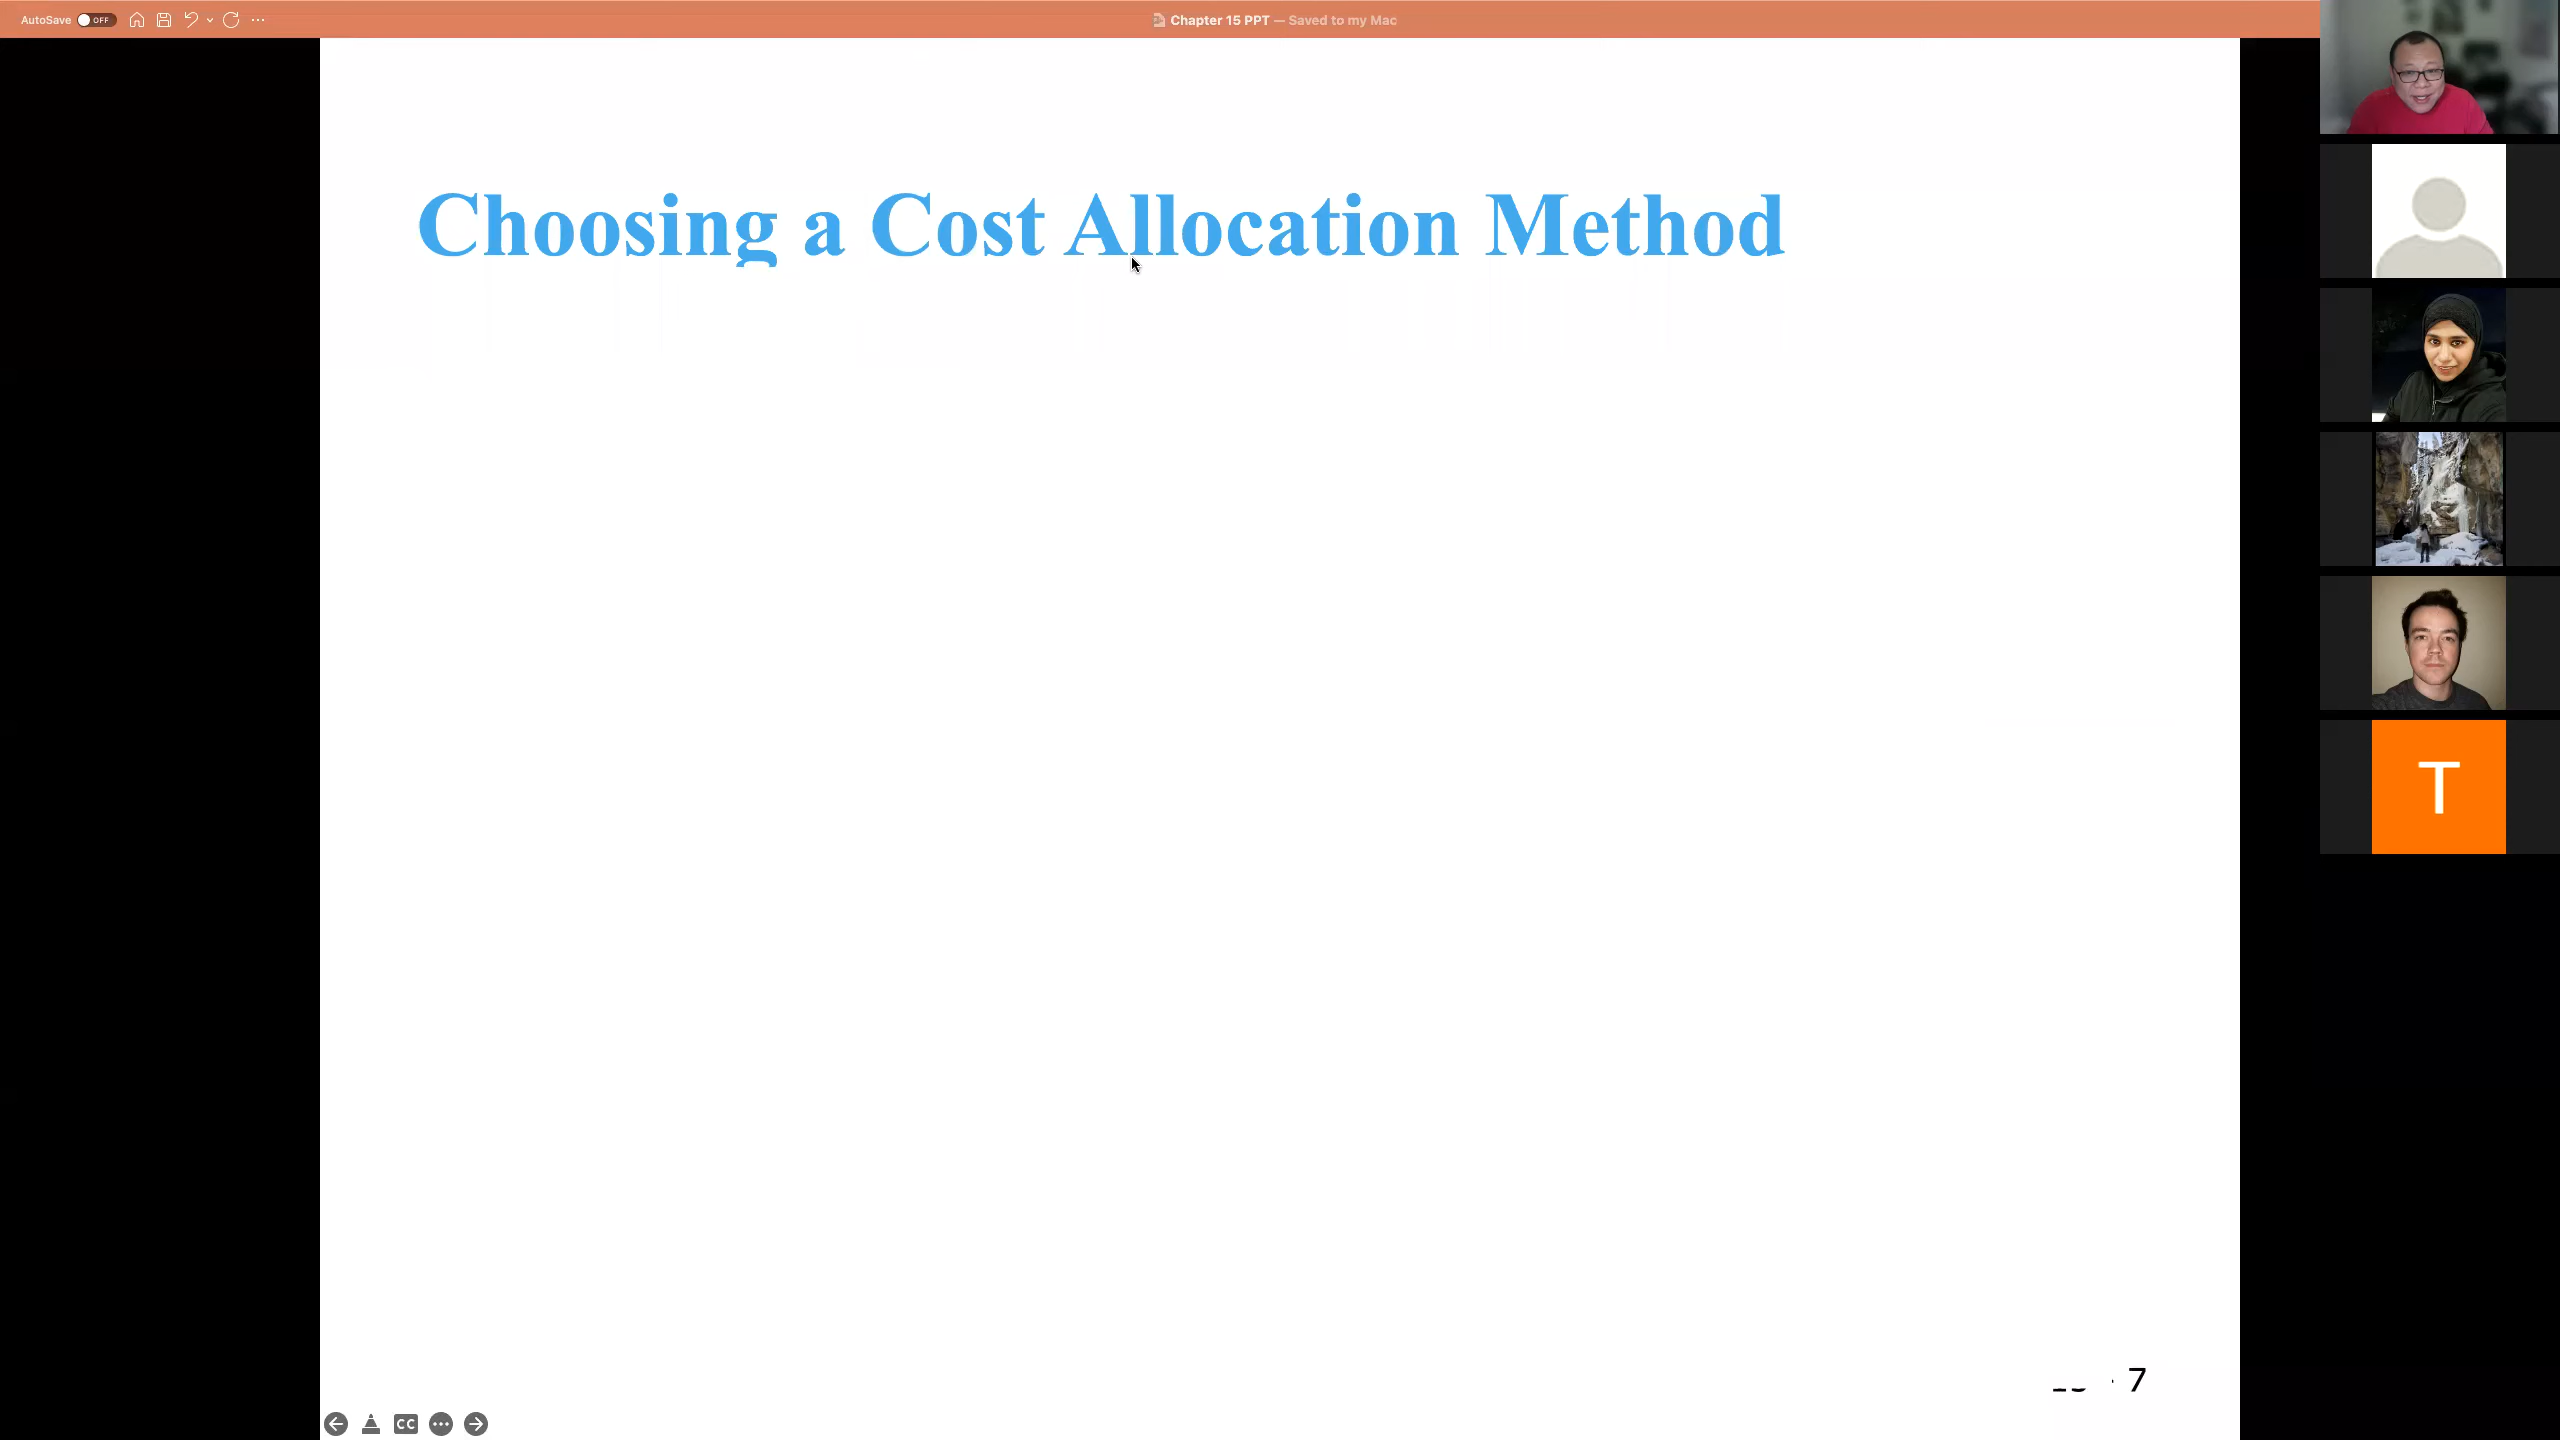 AutoSave OFF
Chapter 15 PPT — Saved to my Mac
Choosing a Cost Allocation Method
T
7
CC